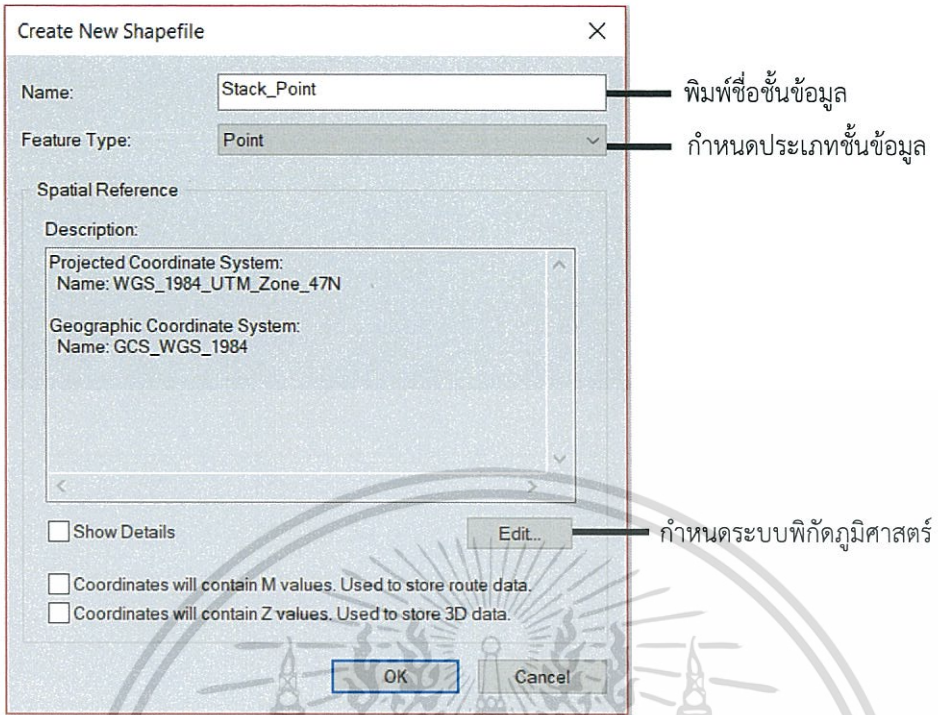 Create New Shapefile
Name: Stack_Point พิมพ์ชื่อชั้นข้อมูล
Feature Type: Point กำหนดประเภทชั้นข้อมูล
Spatial Reference
Description:
Projected Coordinate System:
Name: WGS_1984_UTM_Zone_47N
Geographic Coordinate System:
Name: GCS_WGS_1984
Show Details Edit... กำหนดระบบพิกัดภูมิศาสตร์
Coordinates will contain M values. Used to store route data.
Coordinates will contain Z values. Used to store 3D data.
OK Cancel